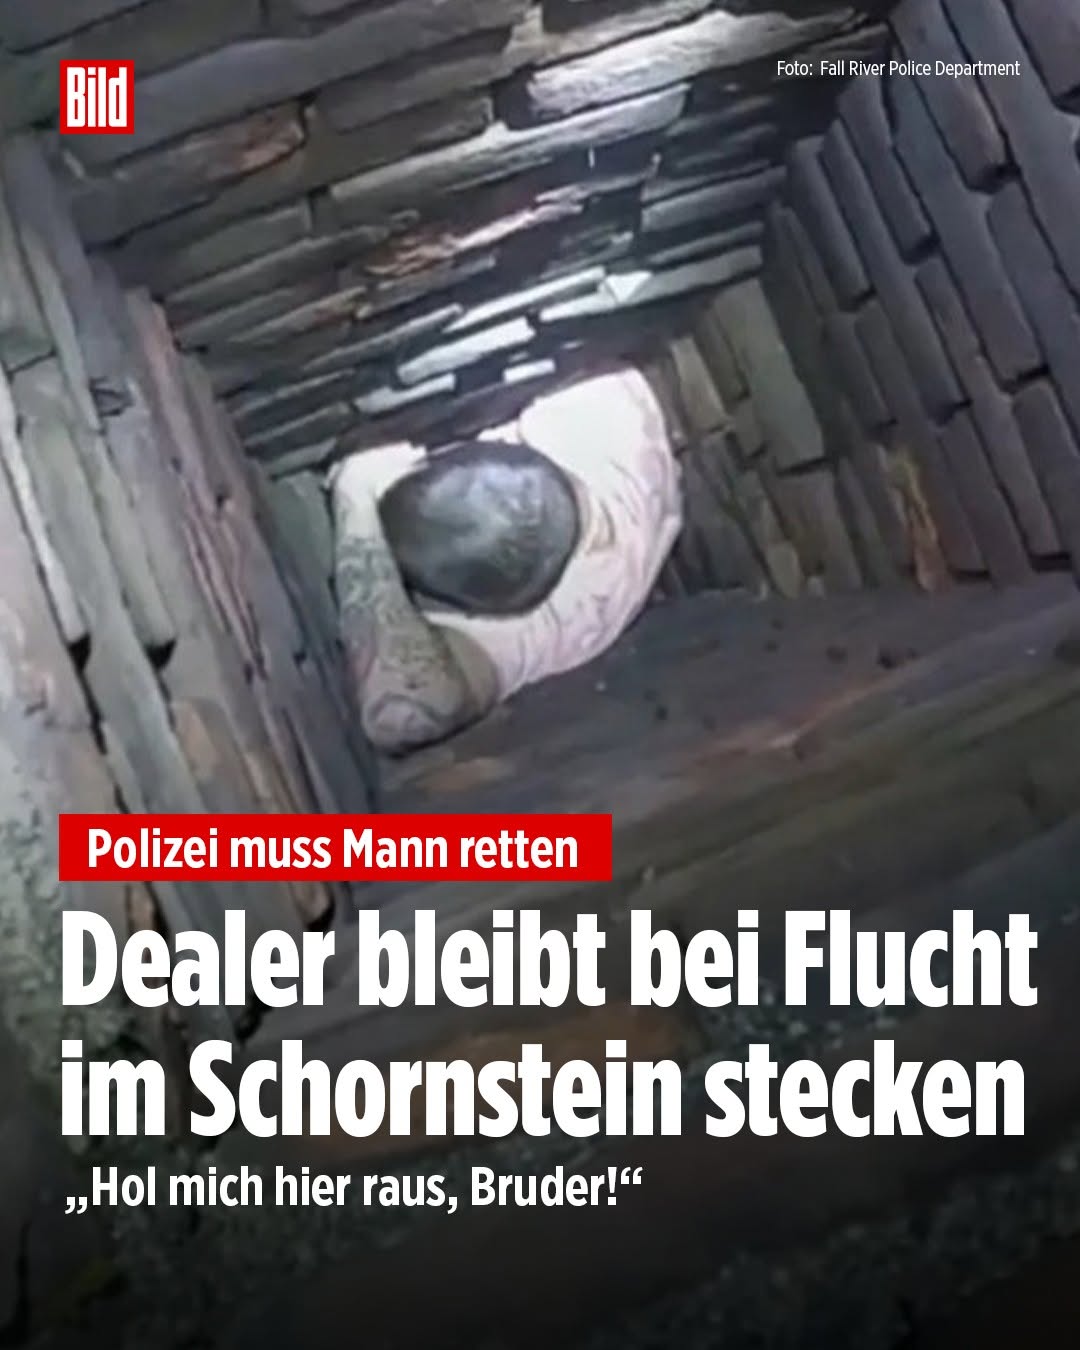 Bild
Foto: Fall River Police Department
Polizei muss Mann retten
Dealer bleibt bei Flucht
im Schornstein stecken
„Hol mich hier raus, Bruder!“